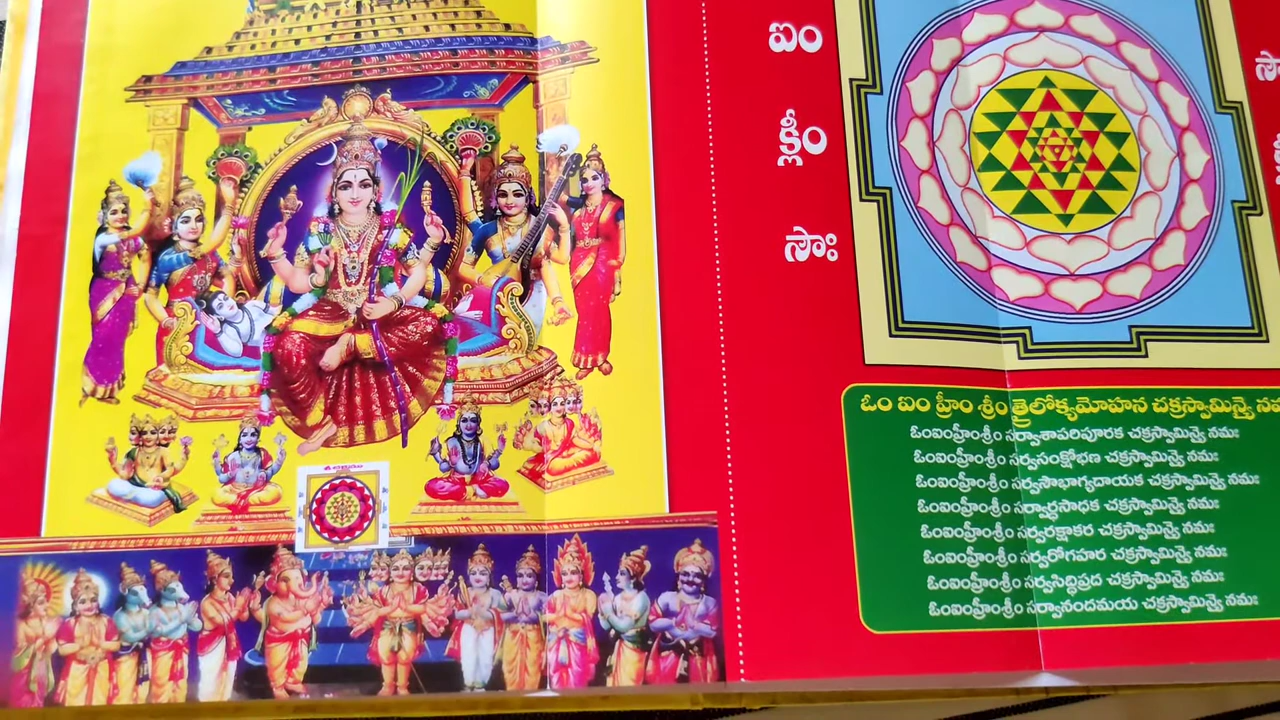 ఐం
క్లీం
సౌః
ఓం ఐం హ్రీం శ్రీం త్రైలోక్యమోహన చక్రస్వామిన్యై
ఓంఐంహ్రీంశ్రీం సర్వాశాపరిపూరక చక్రస్వామిన్యై నమః
ఓంఐంహ్రీంశ్రీం సర్వసంక్షోభణ చక్రస్వామిన్యై నమః
ఓంఐంహ్రీంశ్రీం సర్వసౌభాగ్యదాయక చక్రస్వామిన్యై నమః
ఓంఐంహ్రీంశ్రీం సర్వార్థసాధక చక్రస్వామిన్యై నమః
ఓంఐంహ్రీంశ్రీం సర్వరక్షాకర చక్రస్వామిన్యై నమః
ఓంఐంహ్రీంశ్రీం సర్వరోగహర చక్రస్వామిన్యై నమః
ఓంఐంహ్రీంశ్రీం సర్వసిద్ధిప్రద చక్రస్వామిన్యై నమః
ఓంఐంహ్రీంశ్రీం సర్వానందమయ చక్రస్వామిన్యై నమః